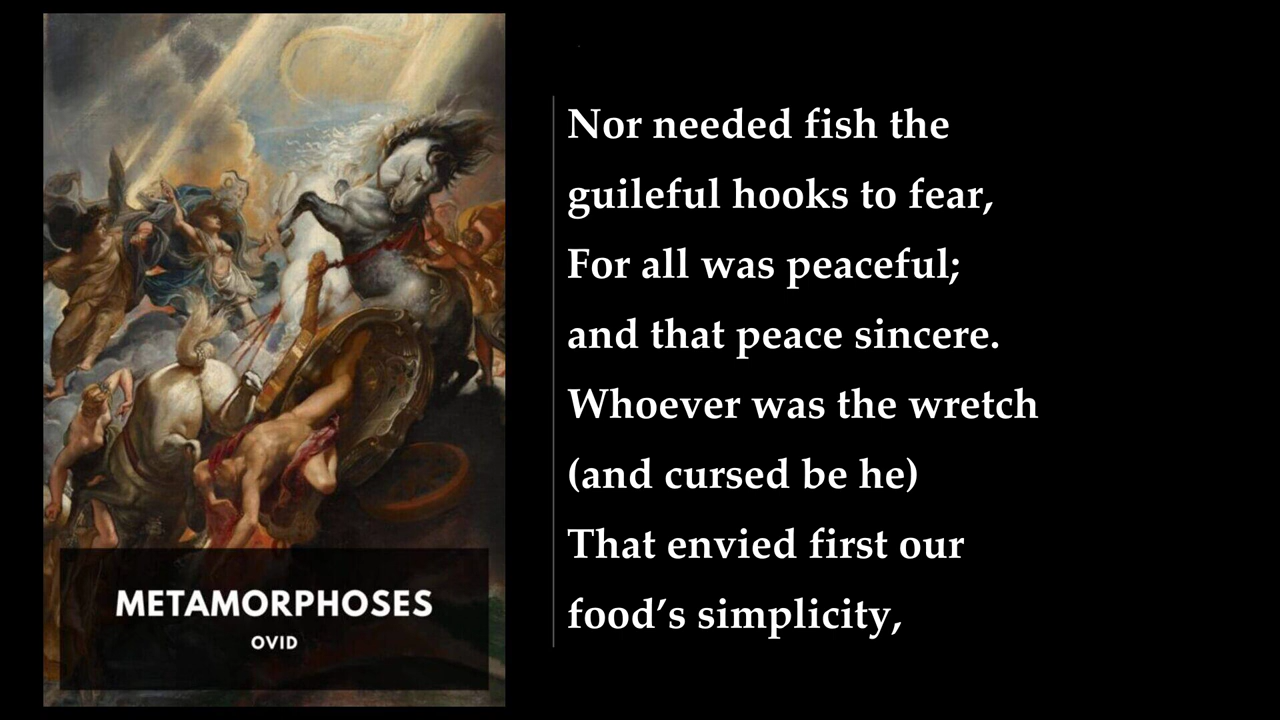 METAMORPHOSES
OVID
Nor needed fish the
guileful hooks to fear,
For all was peaceful;
and that peace sincere.
Whoever was the wretch
(and cursed be he)
That envied first our
food’s simplicity,